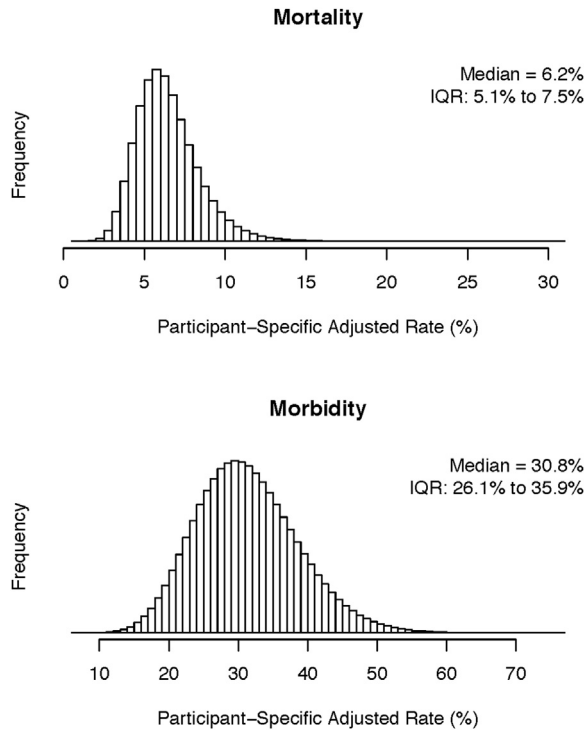 Mortality
Median = 6.2%
IQR: 5.1% to 7.5%
Frequency
0 5 10 15 20 25 30
Participant–Specific Adjusted Rate (%)
Morbidity
Median = 30.8%
IQR: 26.1% to 35.9%
Frequency
10 20 30 40 50 60 70
Participant–Specific Adjusted Rate (%)